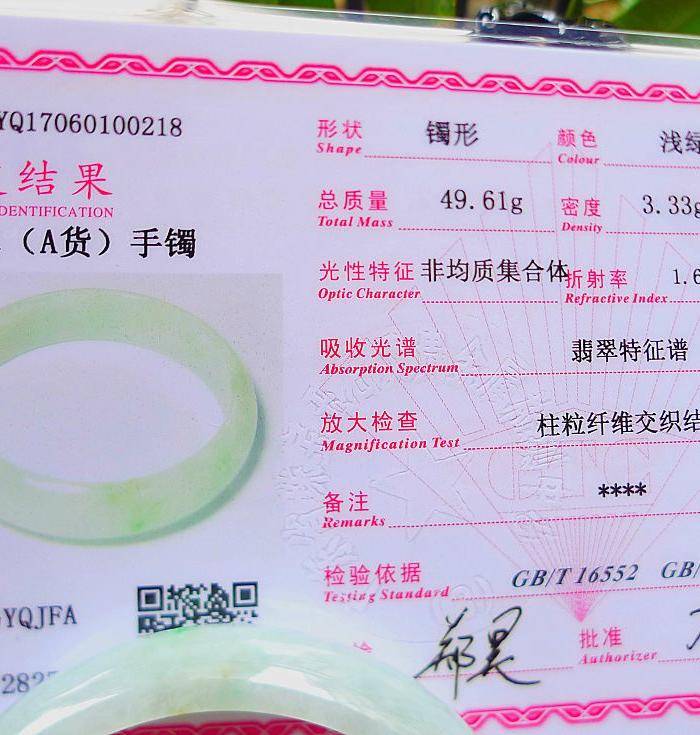 YQ17060100218
结果
DENTIFICATION
（A货）手镯
形状 镯形 颜色 浅绿
Shape Colour
总质量 49.61g 密度 3.33g
Total Mass Density
光性特征 非均质集合体 折射率 1.6
Optic Character Refractive Index
吸收光谱 翡翠特征谱
Absorption Spectrum
放大检查 柱粒纤维交织结
Magnification Test
备注 ****
Remarks
检验依据 GB/T 16552 GB/
Testing Standard
YQJFA
批准
Authorizer